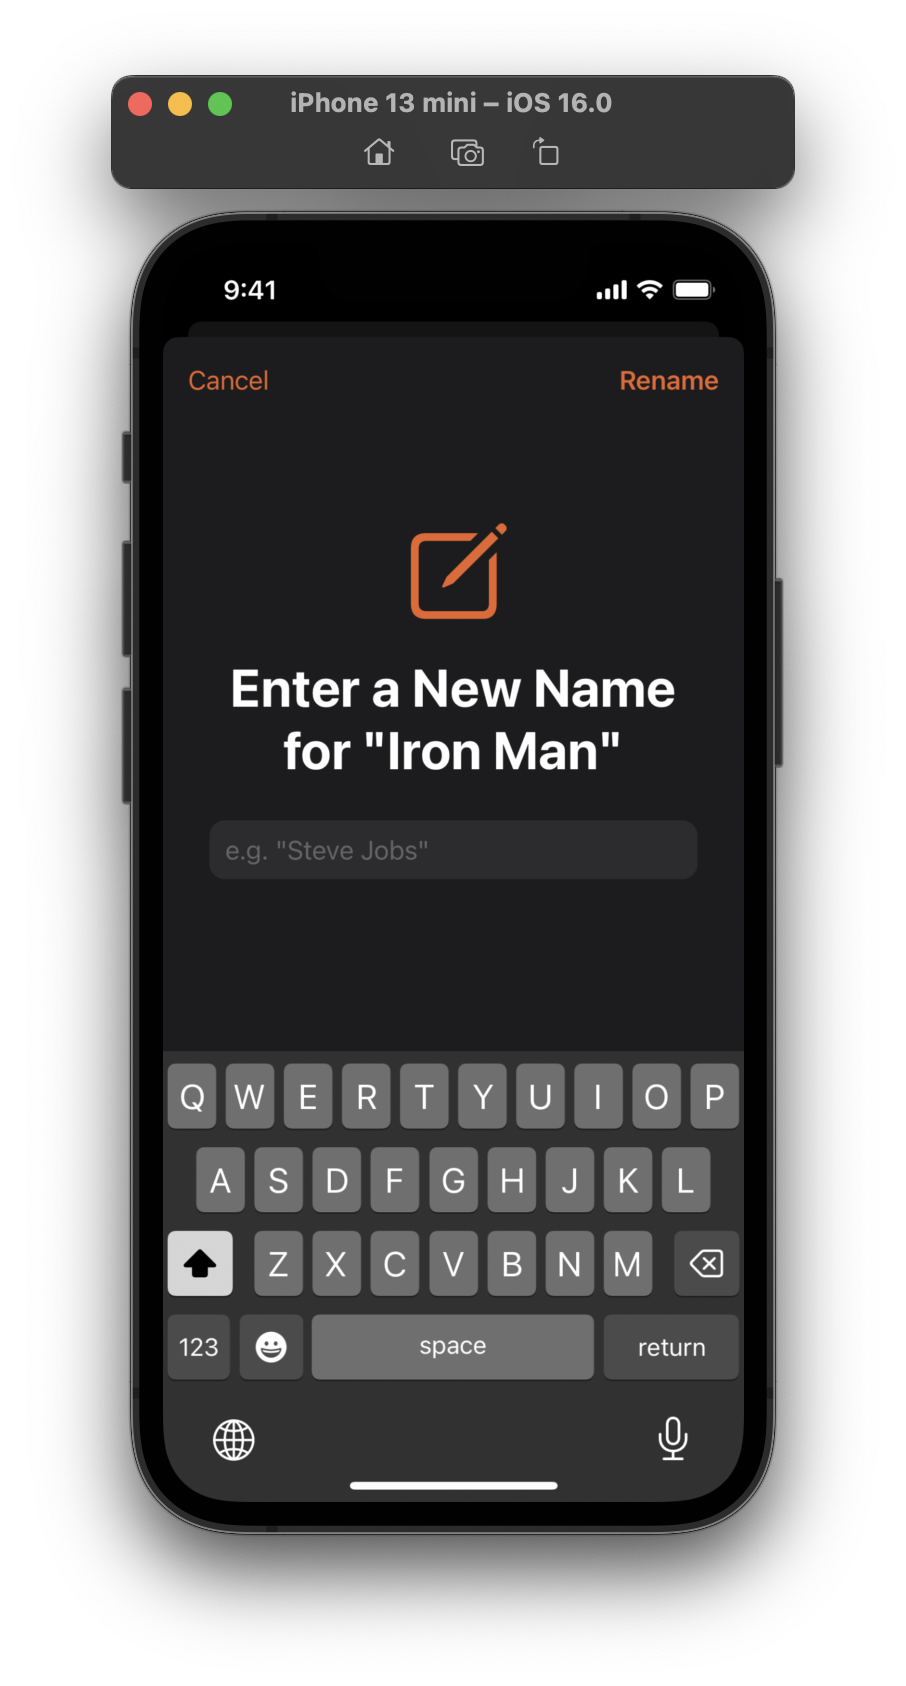 iPhone 13 mini – iOS 16.0
9:41
Cancel Rename
Enter a New Name
for "Iron Man"
e.g. "Steve Jobs"
Q W E R T Y U I O P
A S D F G H J K L
Z X C V B N M
123 space return